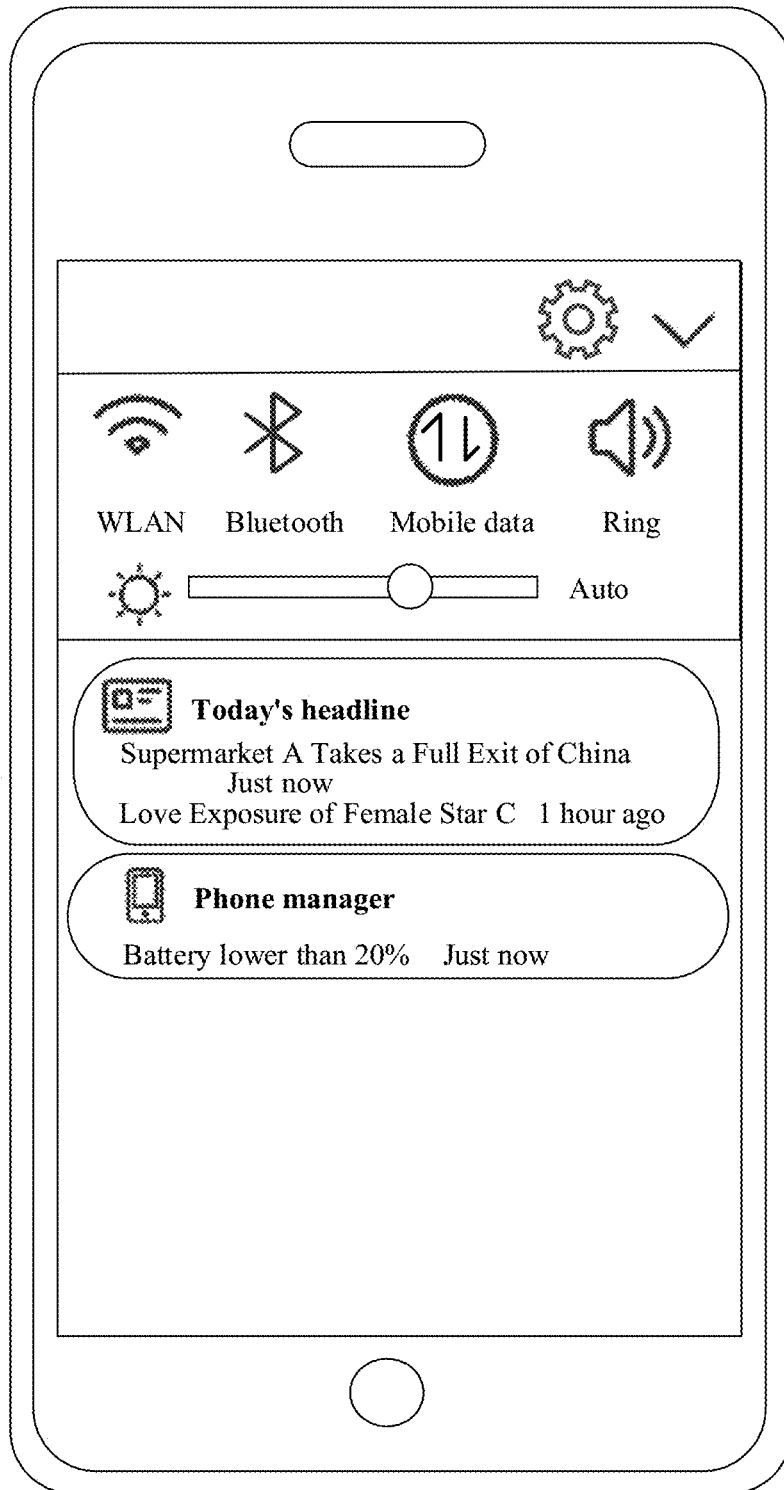 WLAN Bluetooth Mobile data Ring
Auto
Today's headline
Supermarket A Takes a Full Exit of China
Just now
Love Exposure of Female Star C 1 hour ago
Phone manager
Battery lower than 20% Just now